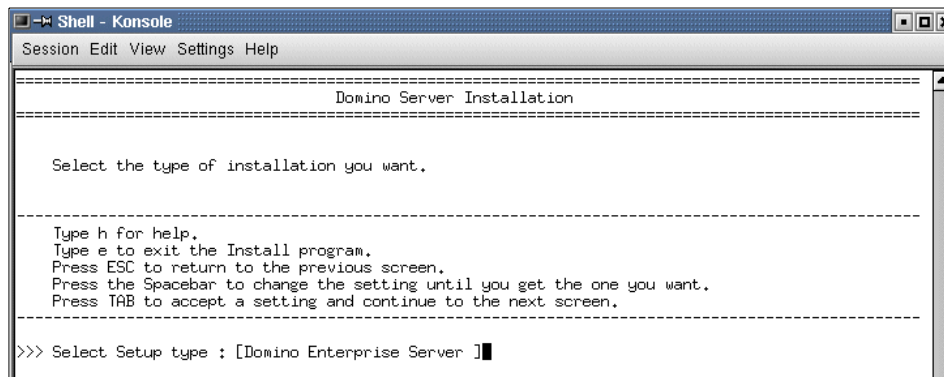 Shell - Konsole
Session Edit View Settings Help
==========================================================================================
Domino Server Installation
==========================================================================================
Select the type of installation you want.
------------------------------------------------------------------------------------------
Type h for help.
Type e to exit the Install program.
Press ESC to return to the previous screen.
Press the Spacebar to change the setting until you get the one you want.
Press TAB to accept a setting and continue to the next screen.
------------------------------------------------------------------------------------------
>>> Select Setup type : [Domino Enterprise Server ]